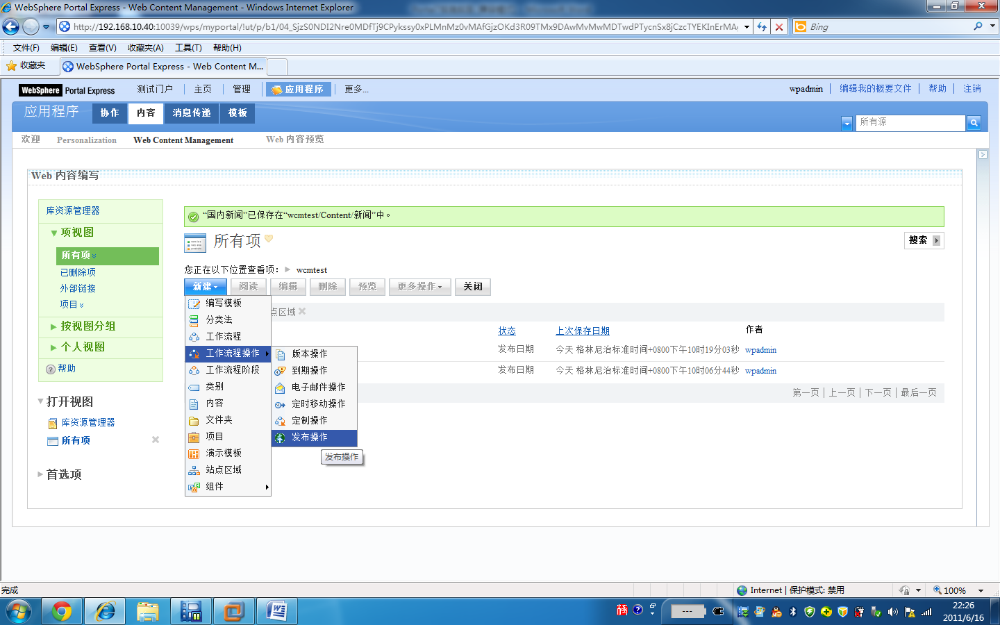 WebSphere Portal Express - Web Content Management - Windows Internet Explorer
http://192.168.10.40:10039/wps/myportal/!ut/p/b1/04_SjzS0NDI2Nre0MDfTj9CPykssy0xPLMnMz0vMAfGjzOKd3R09TMx9DAwMvMwMDTwdPTycnSx8jCzcTYEKInErMA
Bing
文件(F) 编辑(E) 查看(V) 收藏夹(A) 工具(T) 帮助(H)
收藏夹
WebSphere Portal Express - Web Content M...
WebSphere Portal Express 测试门户 主页 管理 应用程序 更多...
wpadmin 编辑我的概要文件 帮助 注销
应用程序 协作 内容 消息传递 模板
所有源
欢迎 Personalization Web Content Management Web 内容预览
Web 内容编写
库资源管理器
项视图
所有项
已删除项
外部链接
项目
按视图分组
个人视图
帮助
打开视图
库资源管理器
所有项
首选项
“国内新闻”已保存在“wcmtest/Content/新闻”中。
所有项
搜索
您正在以下位置查看项: wcmtest
新建 阅读 编辑 删除 预览 更多操作 关闭
点区域
状态 上次保存日期 作者
发布日期 今天 格林尼治标准时间+0800下午10时19分03秒 wpadmin
发布日期 今天 格林尼治标准时间+0800下午10时06分44秒 wpadmin
第一页 | 上一页 | 下一页 | 最后一页
编写模板
分类法
工作流程
工作流程操作
工作流程阶段
类别
内容
文件夹
项目
演示模板
站点区域
组件
版本操作
到期操作
电子邮件操作
定时移动操作
定制操作
发布操作
发布操作
完成
Internet | 保护模式: 禁用
100%
---
22:26
2011/6/16